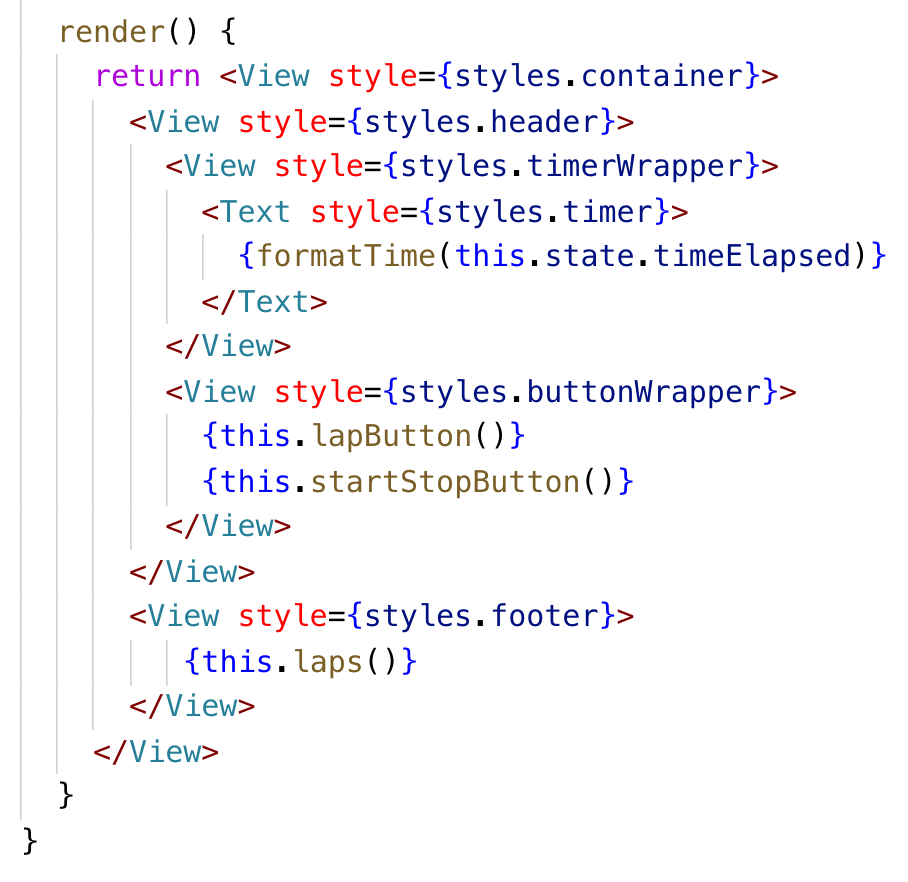 render() {
return <View style={styles.container}>
<View style={styles.header}>
<View style={styles.timerWrapper}>
<Text style={styles.timer}>
{formatTime(this.state.timeElapsed)}
</Text>
</View>
<View style={styles.buttonWrapper}>
{this.lapButton()}
{this.startStopButton()}
</View>
</View>
<View style={styles.footer}>
{this.laps()}
</View>
</View>
}
}